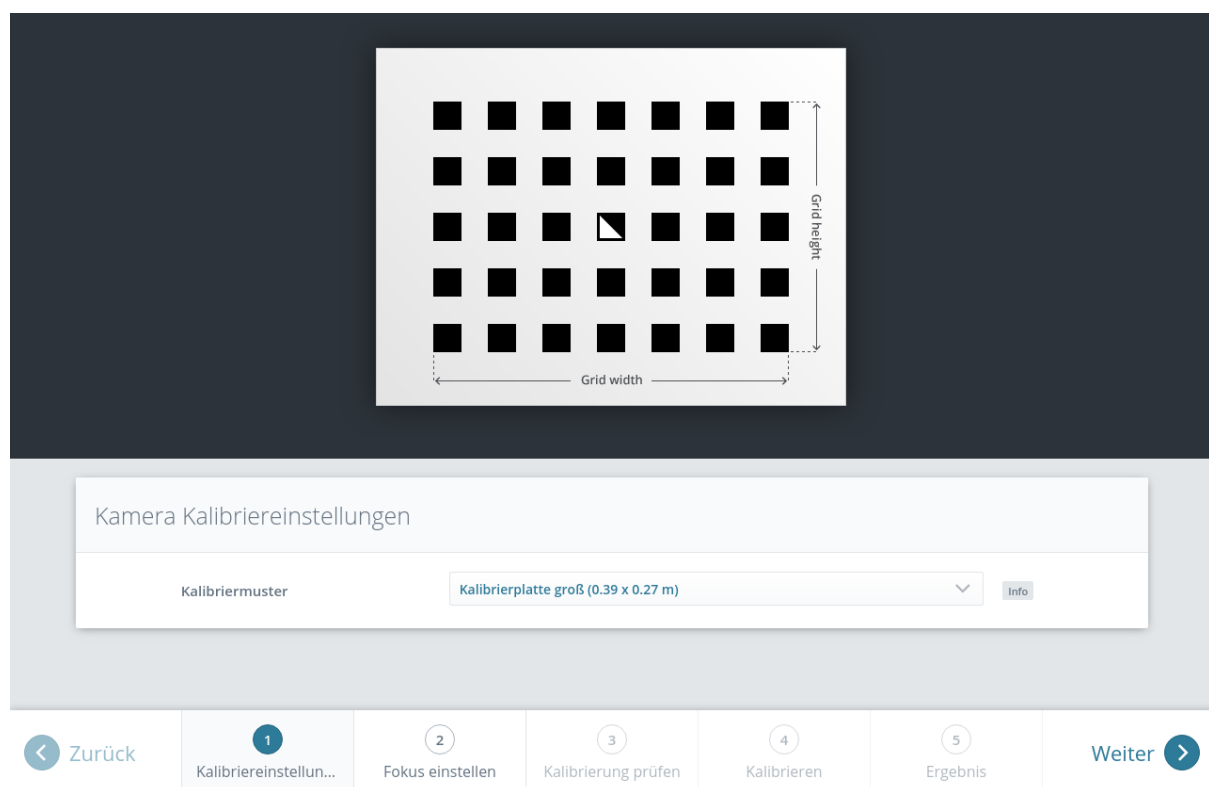 Grid height
Grid width
Kamera Kalibriereinstellungen
Kalibriermuster
Kalibrierplatte groß (0.39 x 0.27 m)
Info
Zurück
1
Kalibriereinstellun...
2
Fokus einstellen
3
Kalibrierung prüfen
4
Kalibrieren
5
Ergebnis
Weiter